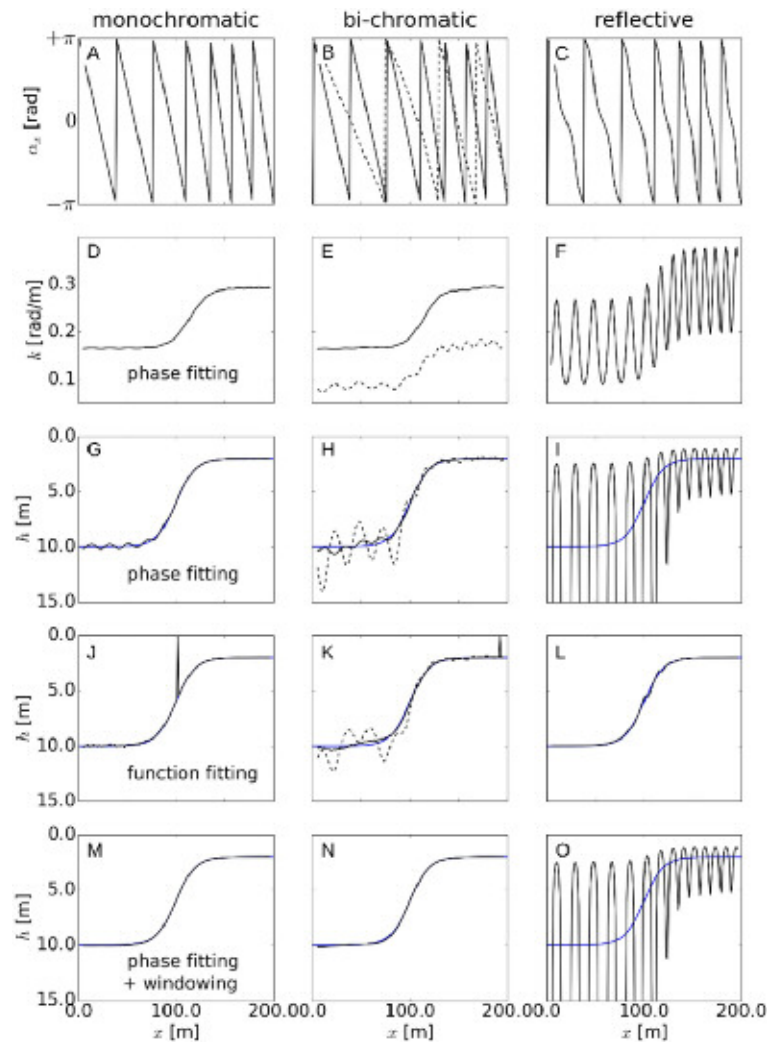 monochromatic bi-chromatic reflective
+π
A B C
αₓ [rad]
0
−π
D E F
0.3
k [rad/m]
0.2
0.1
phase fitting
0.0
G H I
5.0
h [m]
10.0
15.0
phase fitting
0.0
J K L
5.0
h [m]
10.0
15.0
function fitting
0.0
M N O
5.0
h [m]
10.0
phase fitting
+ windowing
15.0
0.0 100.0 200.00.0 100.0 200.00.0 100.0 200.0
x [m] x [m] x [m]